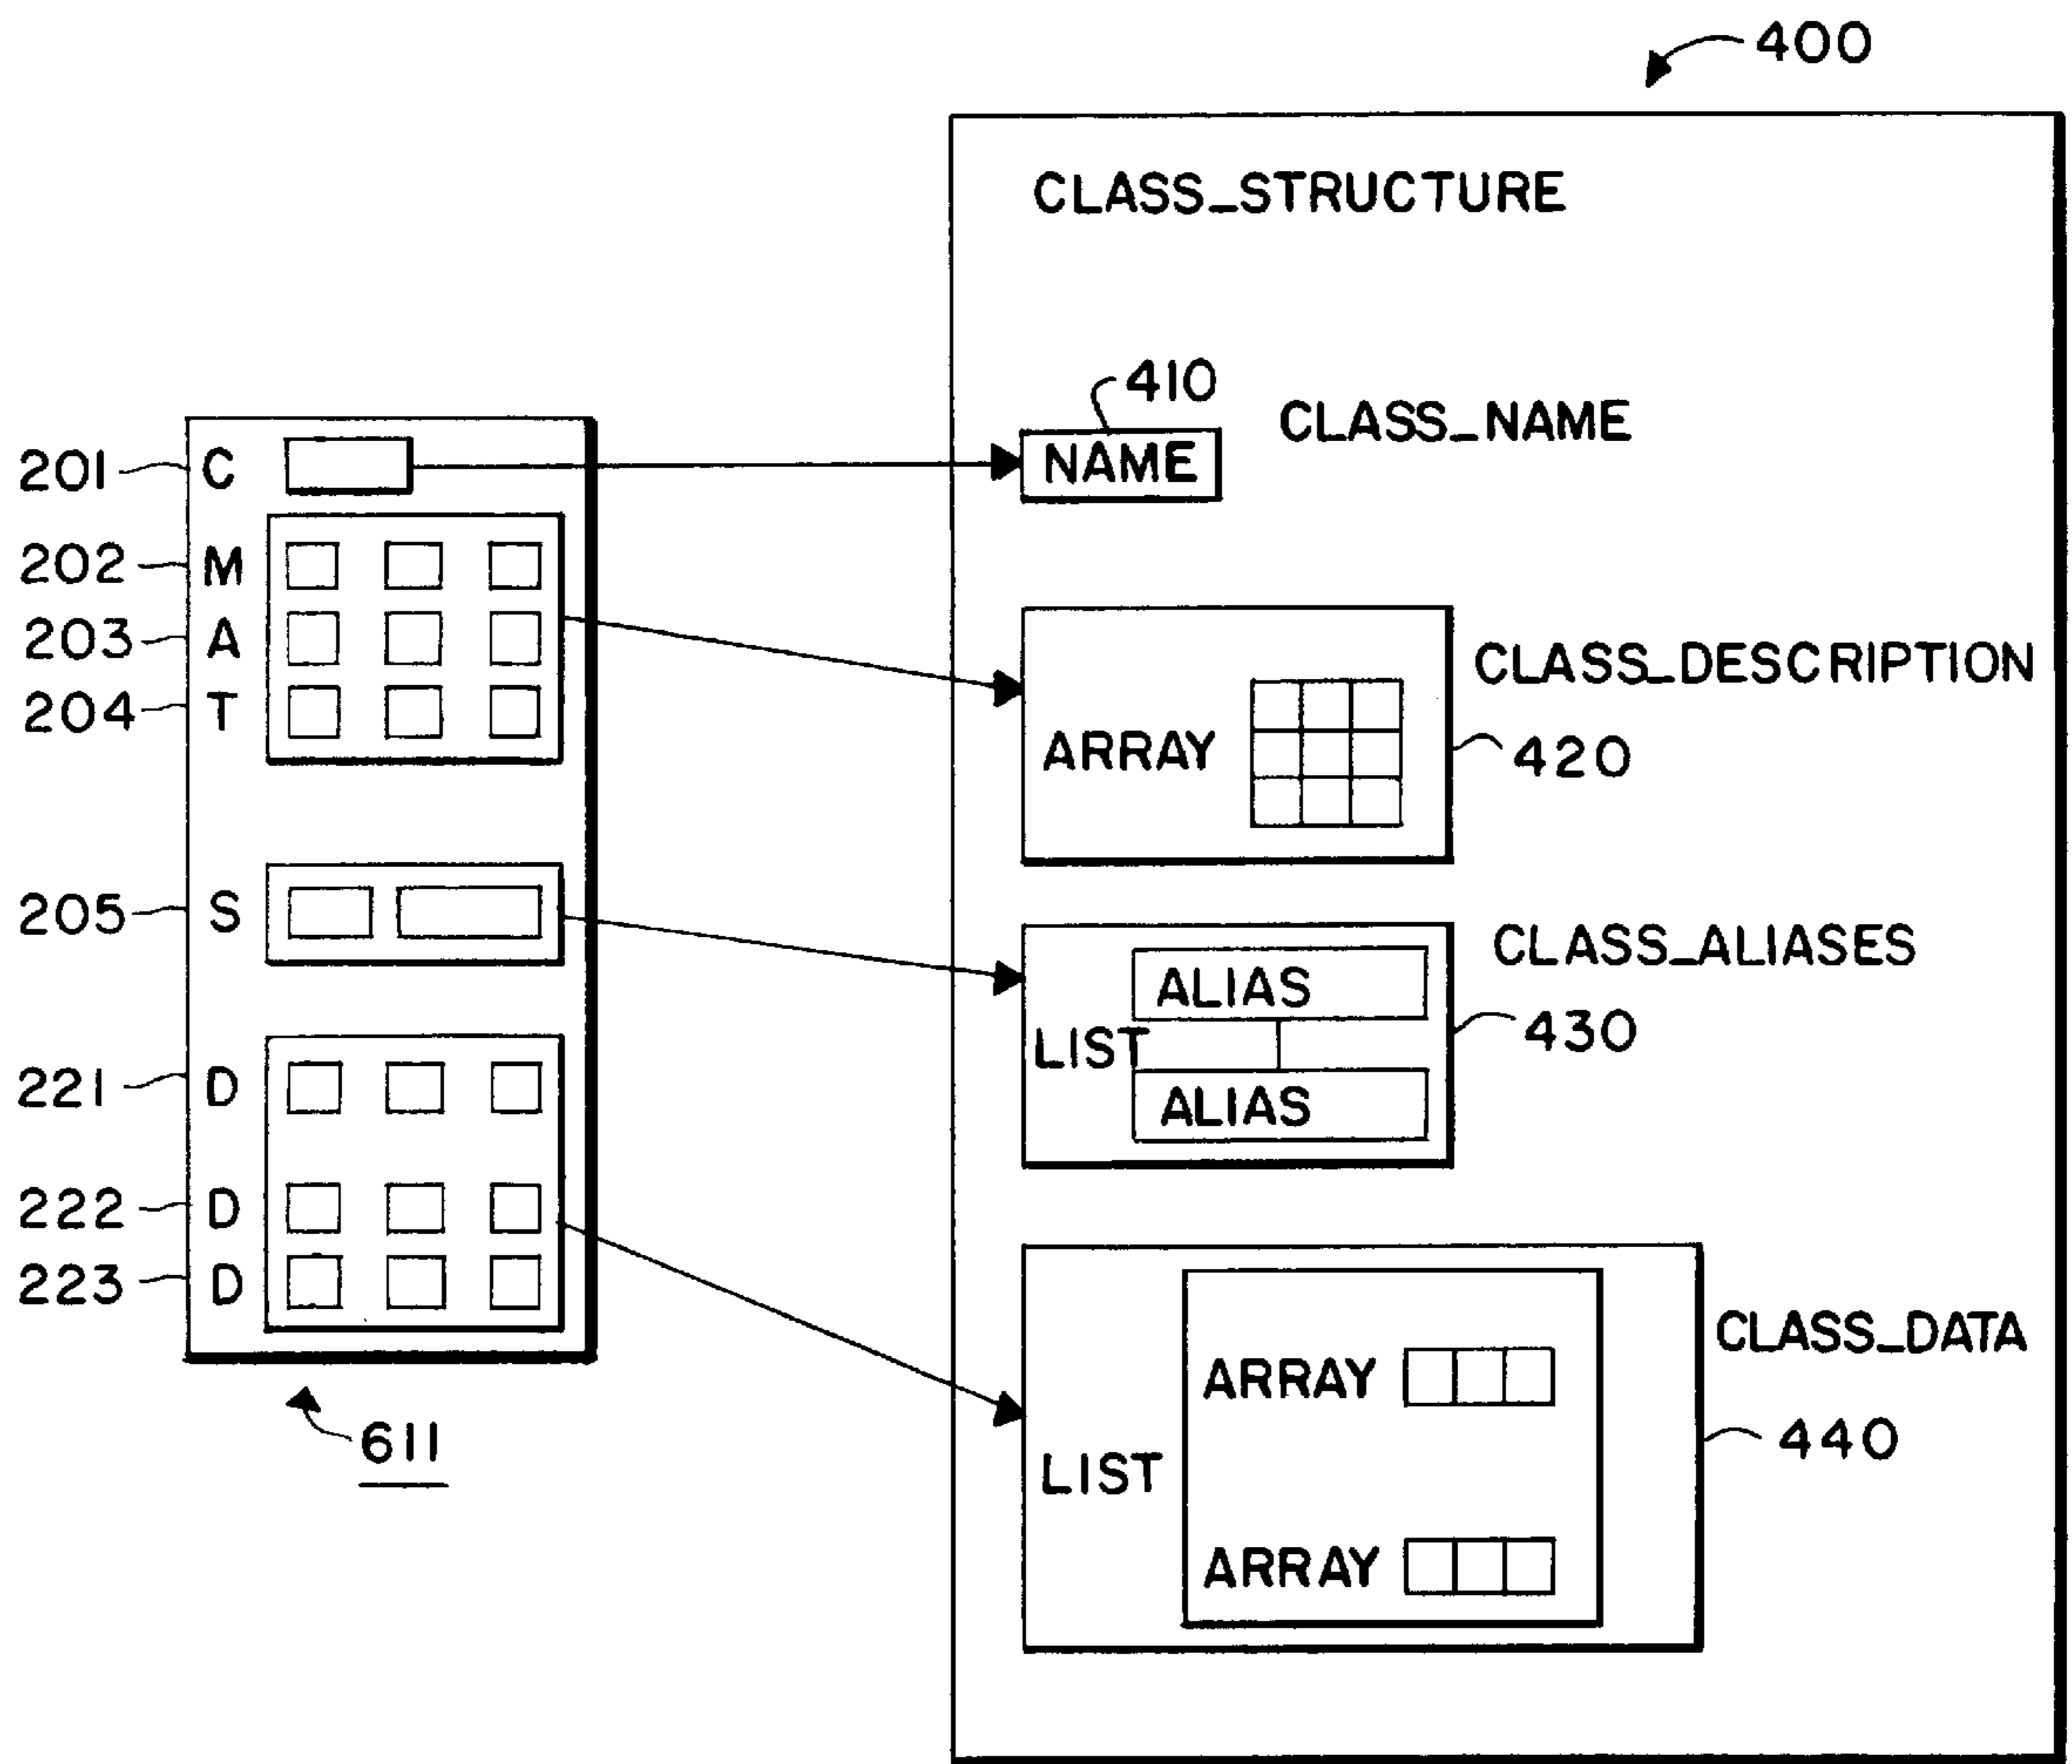 400
CLASS_STRUCTURE
410
CLASS_NAME
NAME
201 C
202 M
203 A
204 T
CLASS_DESCRIPTION
ARRAY
420
205 S
CLASS_ALIASES
ALIAS
LIST
430
ALIAS
221 D
222 D
223 D
CLASS_DATA
ARRAY
440
LIST
ARRAY
611